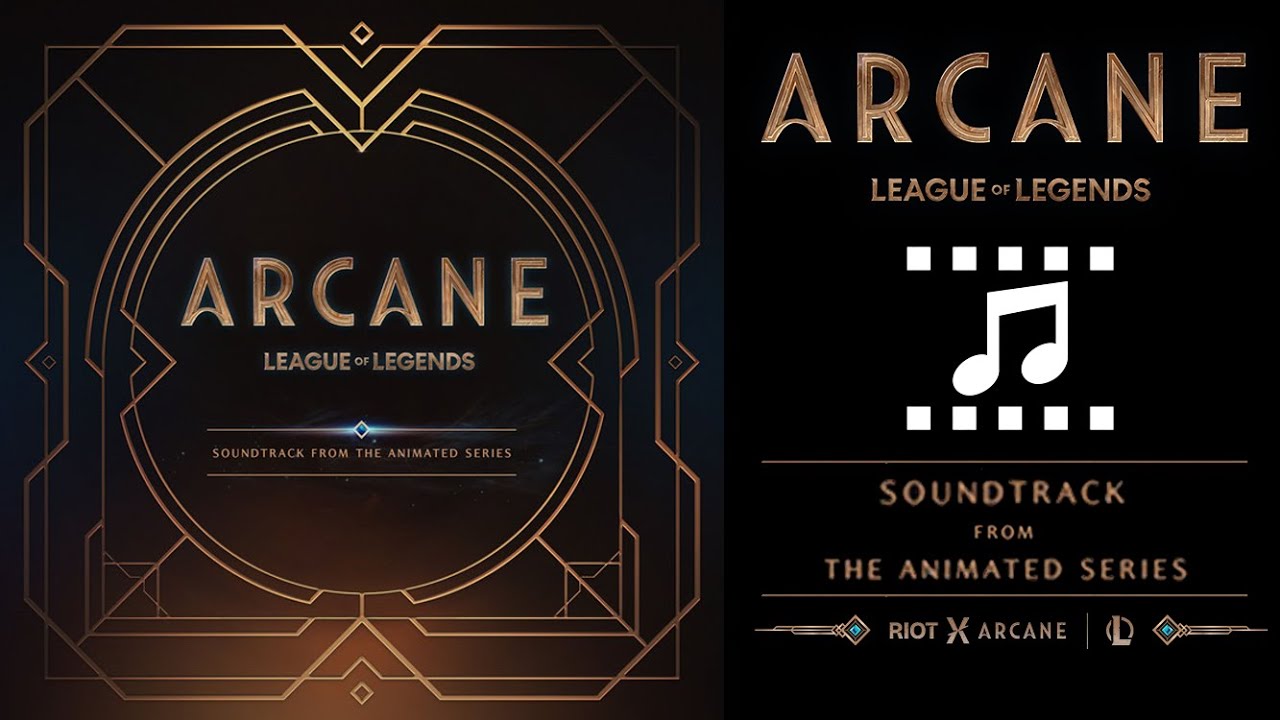 ARCANE
LEAGUE OF LEGENDS
SOUNDTRACK FROM THE ANIMATED SERIES
ARCANE
LEAGUE OF LEGENDS
SOUNDTRACK
FROM
THE ANIMATED SERIES
RIOT X ARCANE